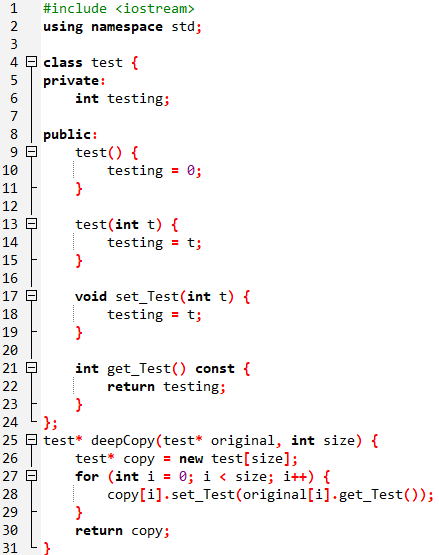 1 #include <iostream>
2 using namespace std;
3
4 class test {
5 private:
6     int testing;
7
8 public:
9     test() {
10         testing = 0;
11     }
12
13     test(int t) {
14         testing = t;
15     }
16
17     void set_Test(int t) {
18         testing = t;
19     }
20
21     int get_Test() const {
22         return testing;
23     }
24 };
25 test* deepCopy(test* original, int size) {
26     test* copy = new test[size];
27     for (int i = 0; i < size; i++) {
28         copy[i].set_Test(original[i].get_Test());
29     }
30     return copy;
31 }